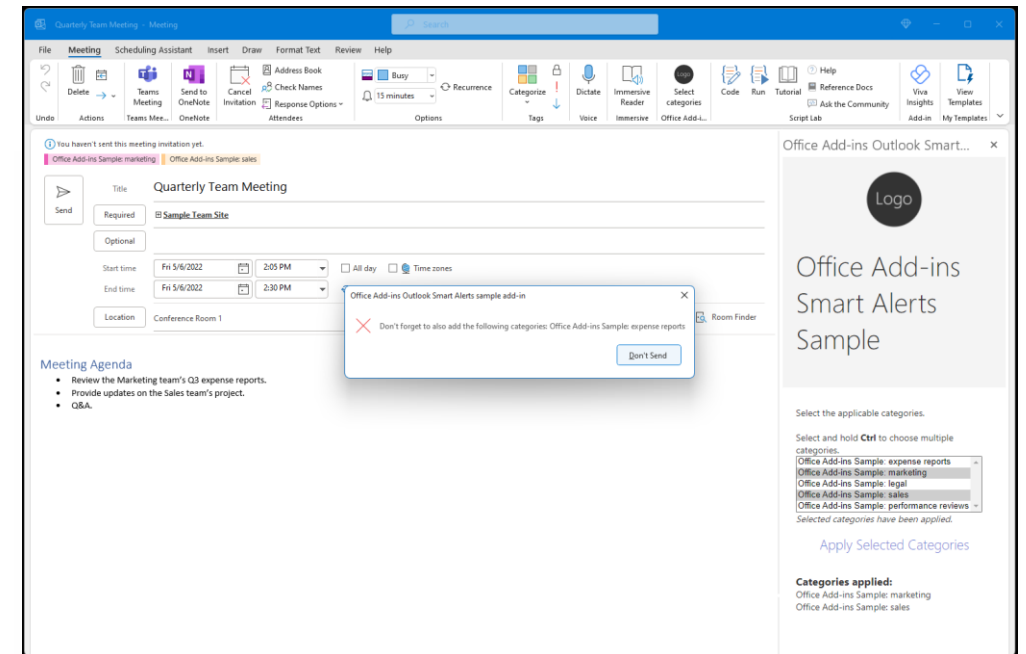 Quarterly Team Meeting - Meeting
Search
File Meeting Scheduling Assistant Insert Draw Format Text Review Help
Delete
Teams Meeting
Send to OneNote
Cancel Invitation
Address Book
Check Names
Response Options
Busy
15 minutes
Recurrence
Categorize
Dictate
Immersive Reader
Logo
Select categories
Code
Run
Tutorial
Help
Reference Docs
Ask the Community
Viva Insights
View Templates
Undo Actions Teams Mee... OneNote Attendees Options Tags Voice Immersive Office Add-i... Script Lab Add-in My Templates
You haven't sent this meeting invitation yet.
Office Add-ins Sample: marketing Office Add-ins Sample: sales
Send
Title Quarterly Team Meeting
Required Sample Team Site
Optional
Start time Fri 5/6/2022 2:05 PM All day Time zones
End time Fri 5/6/2022 2:30 PM
Location Conference Room 1 Room Finder
Office Add-ins Outlook Smart Alerts sample add-in
Don't forget to also add the following categories: Office Add-ins Sample: expense reports
Don't Send
Meeting Agenda
• Review the Marketing team's Q3 expense reports.
• Provide updates on the Sales team's project.
• Q&A.
Office Add-ins Outlook Smart...
Logo
Office Add-ins
Smart Alerts
Sample
Select the applicable categories.
Select and hold Ctrl to choose multiple
categories.
Office Add-ins Sample: expense reports
Office Add-ins Sample: marketing
Office Add-ins Sample: legal
Office Add-ins Sample: sales
Office Add-ins Sample: performance reviews
Selected categories have been applied.
Apply Selected Categories
Categories applied:
Office Add-ins Sample: marketing
Office Add-ins Sample: sales